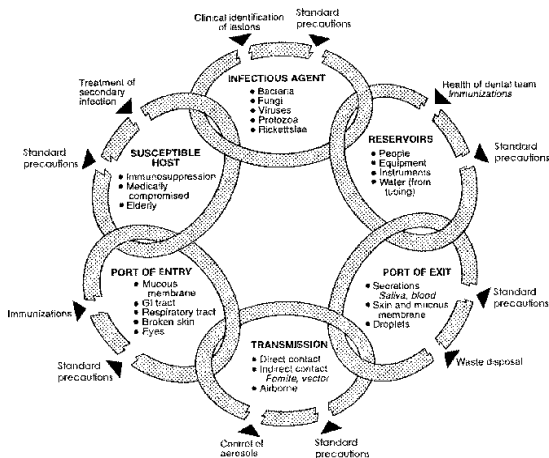 Clinical identification
of lesions
Standard
precautions
INFECTIOUS AGENT
• Bacteria
• Fungi
• Viruses
• Protozoa
• Rickettsiae
Health of dental team
Immunizations
RESERVOIRS
• People
• Equipment
• Instruments
• Water (from
tubing)
Standard
precautions
PORT OF EXIT
• Secretions
Saliva, blood
• Skin and mucous
membrane
• Droplets
Standard
precautions
Waste disposal
TRANSMISSION
• Direct contact
• Indirect contact
Fomite, vector
• Airborne
Standard
precautions
Control of
aerosols
PORT OF ENTRY
• Mucous
membrane
• GI tract
• Respiratory tract
• Broken skin
• Eyes
Standard
precautions
Immunizations
SUSCEPTIBLE
HOST
• Immunosuppression
• Medically
compromised
• Elderly
Standard
precautions
Treatment of
secondary
infection